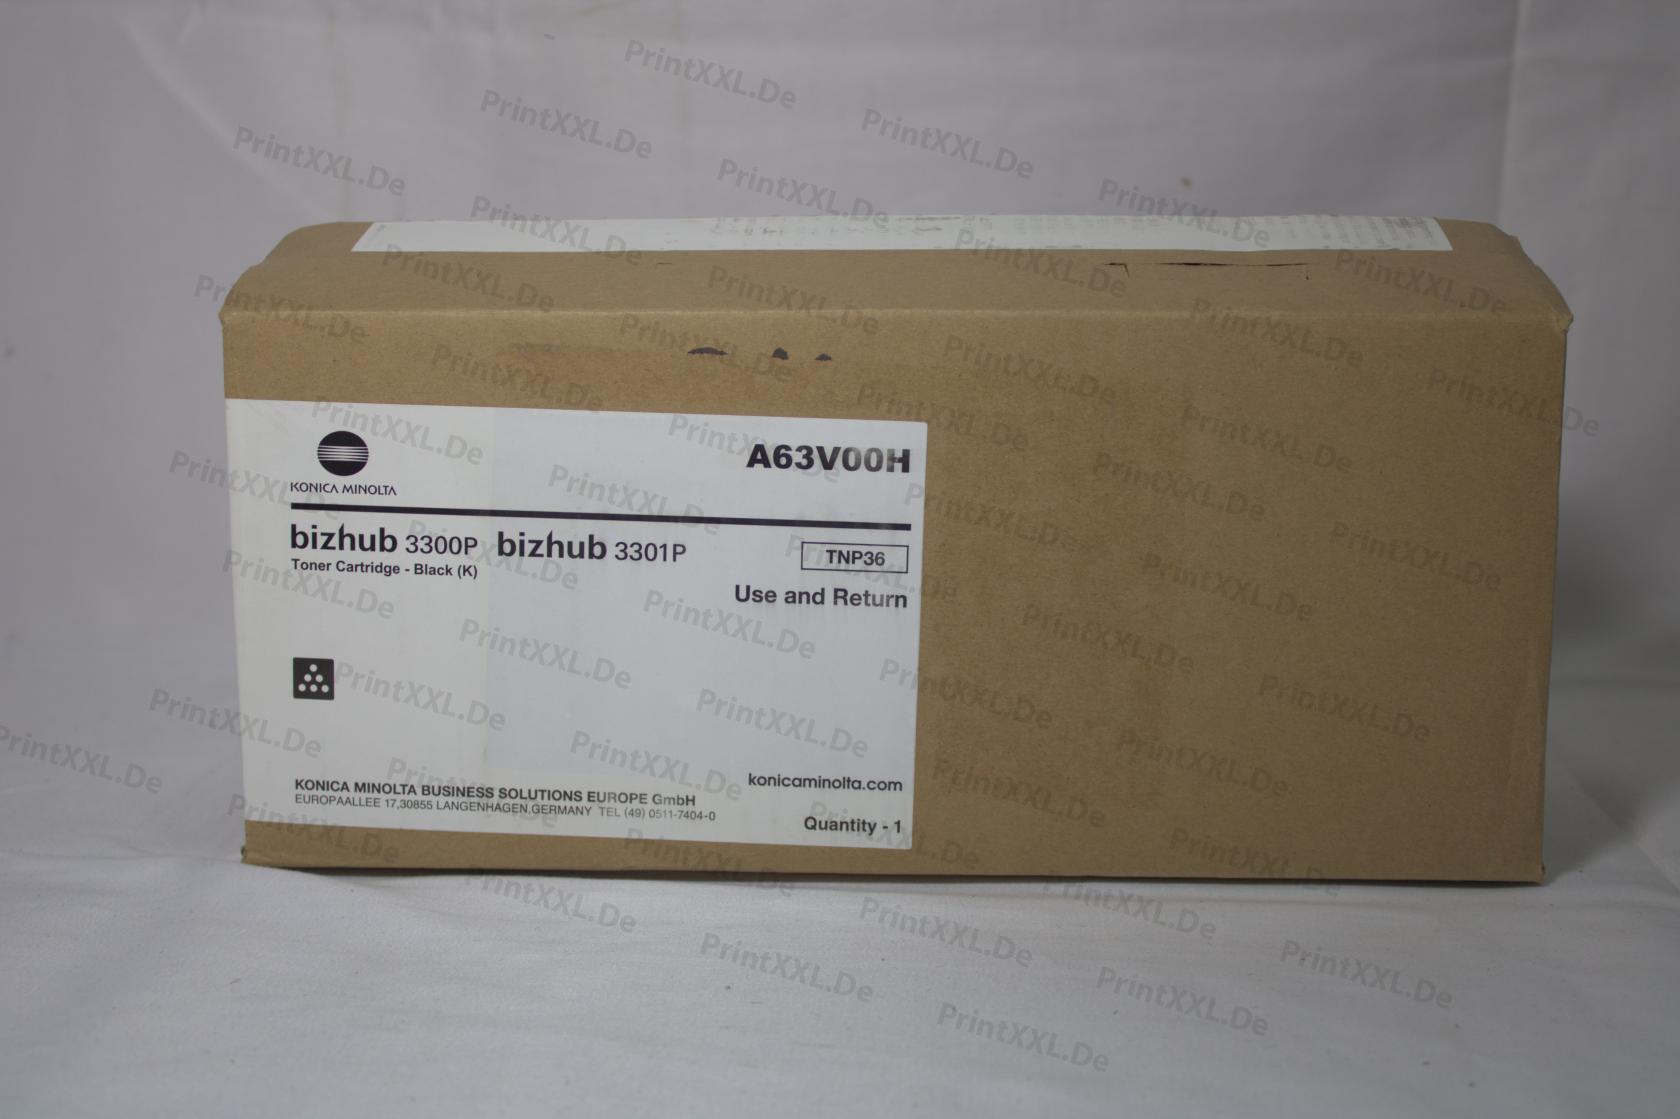 A63V00H
KONICA MINOLTA
bizhub 3300P bizhub 3301P
TNP36
Toner Cartridge - Black (K)
Use and Return
konicaminolta.com
KONICA MINOLTA BUSINESS SOLUTIONS EUROPE GmbH
EUROPAALLEE 17,30855 LANGENHAGEN,GERMANY TEL (49) 0511-7404-0
Quantity - 1
PrintXXL.De